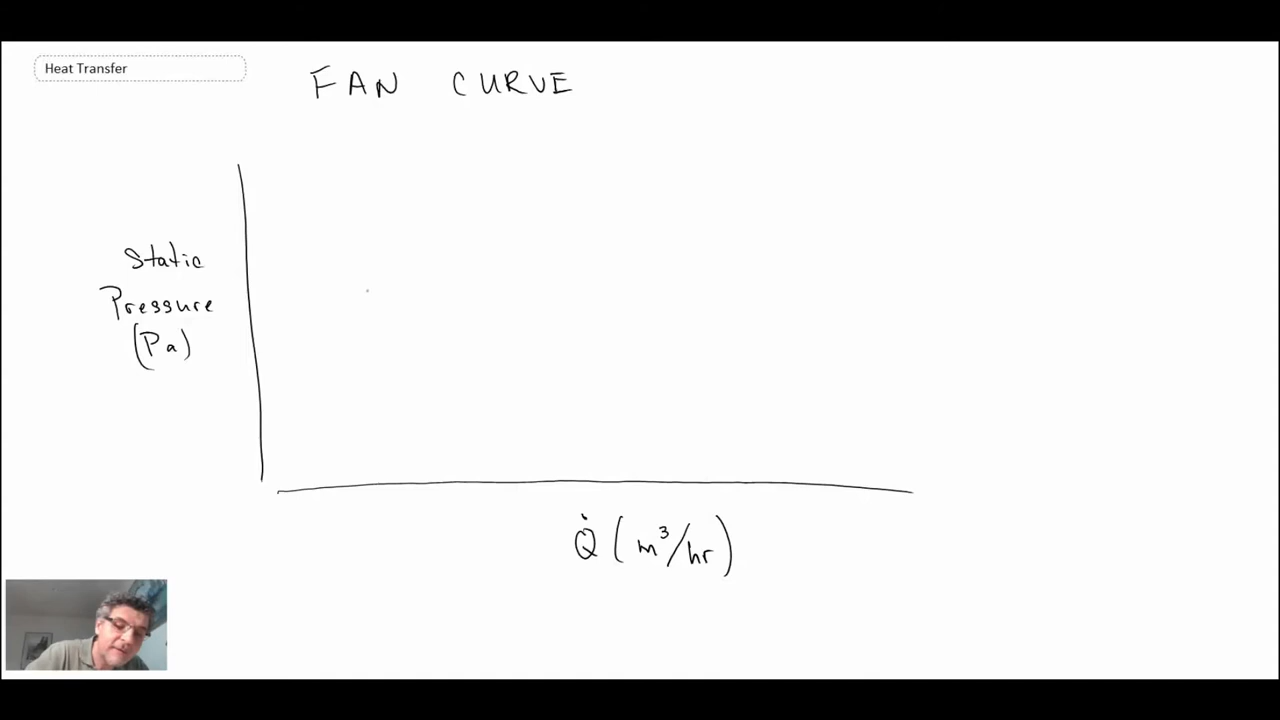 Heat Transfer
FAN CURVE
Static
Pressure
(Pa)
Q̇ (m³/hr)